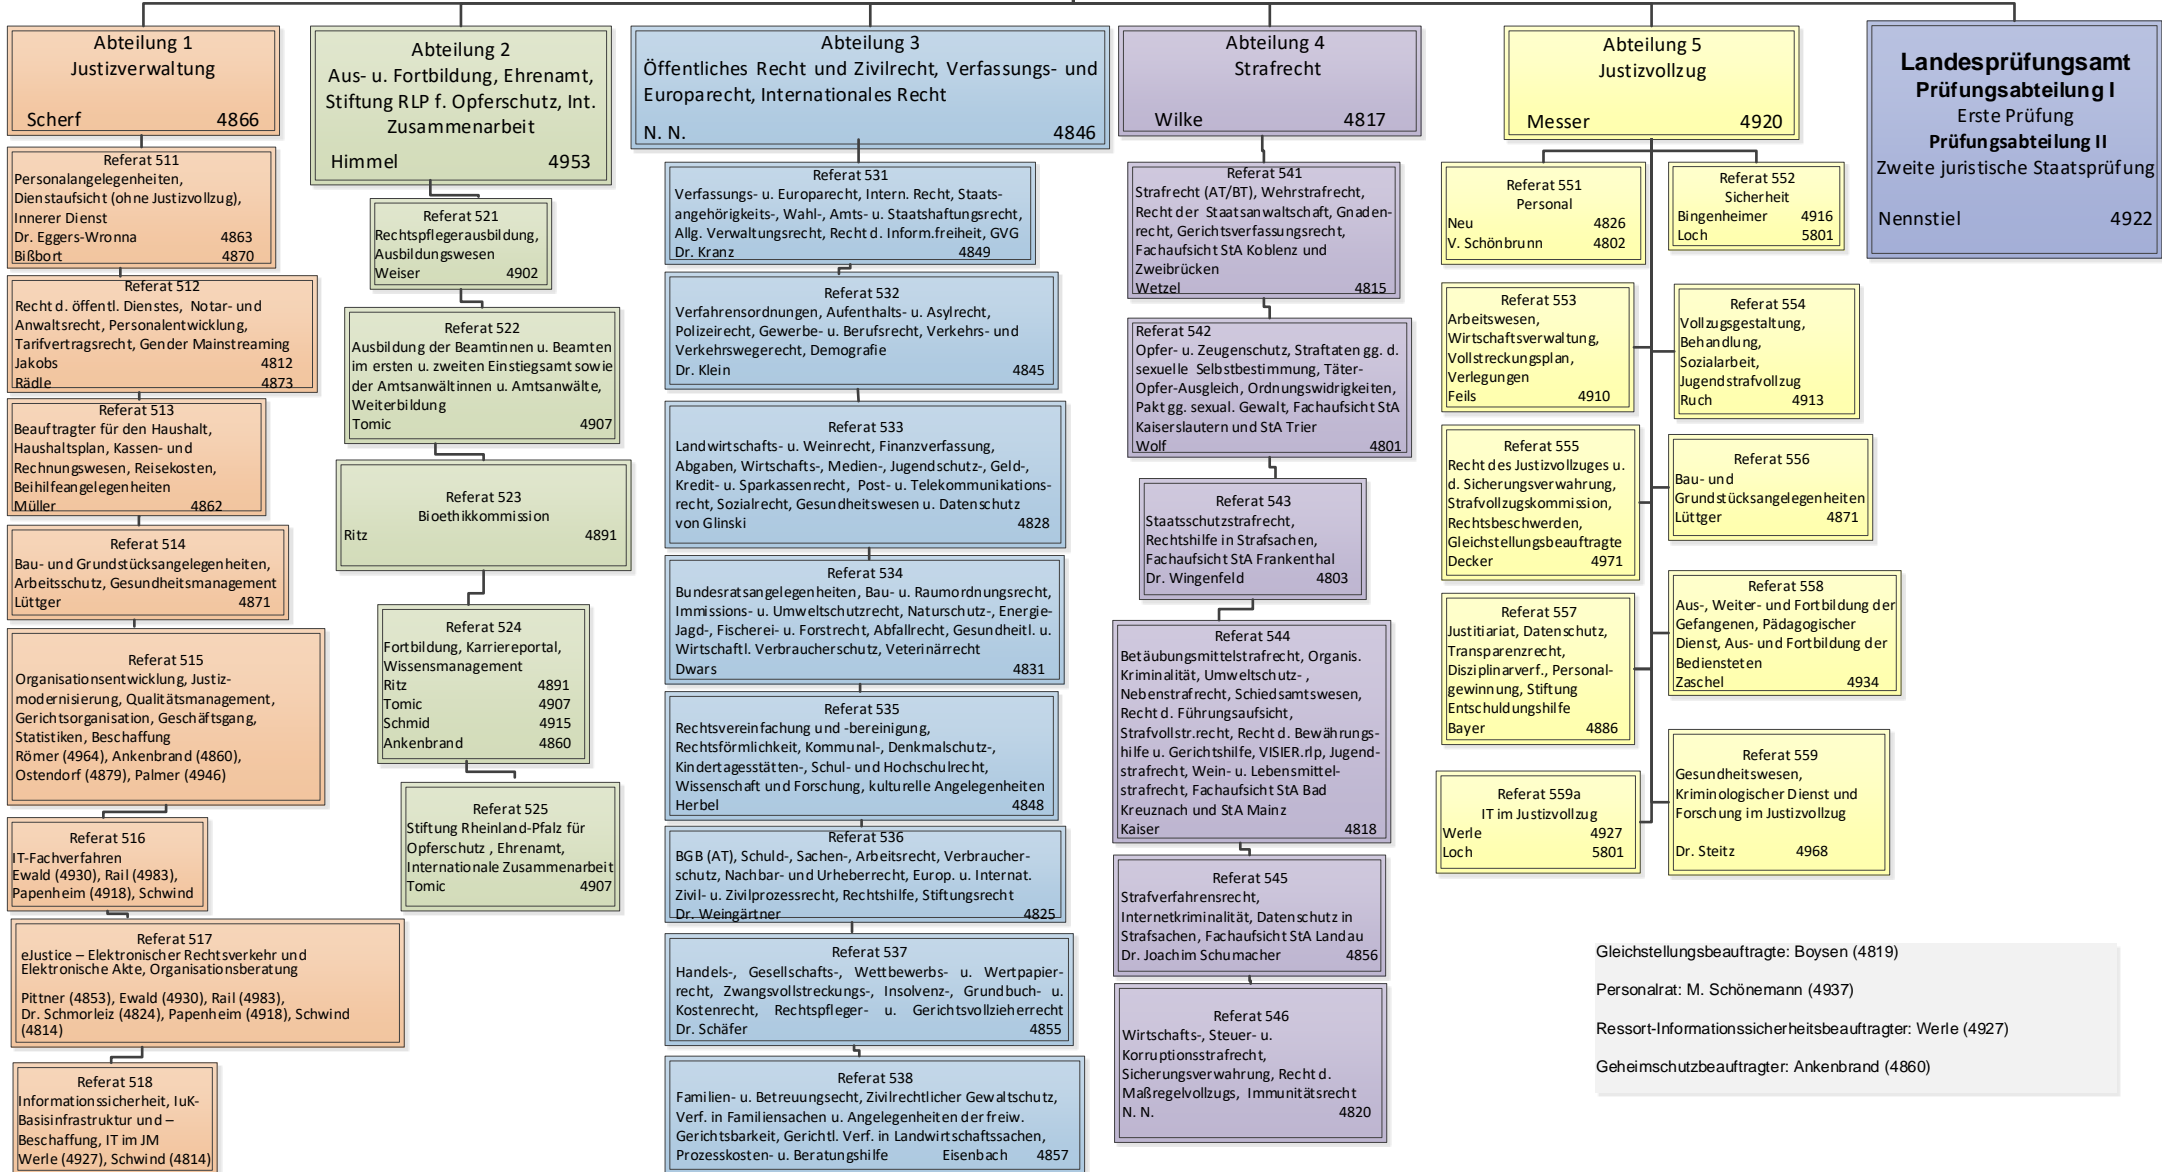 Abteilung 1
Justizverwaltung
Scherf 4866
Referat 511
Personalangelegenheiten,
Dienstaufsicht (ohne Justizvollzug),
Innerer Dienst
Dr. Eggers-Wronna 4863
Bißbort 4870
Referat 512
Recht d. öffentl. Dienstes, Notar- und
Anwaltsrecht, Personalentwicklung,
Tarifvertragsrecht, Gender Mainstreaming
Jakobs 4812
Rädle 4873
Referat 513
Beauftragter für den Haushalt,
Haushaltsplan, Kassen- und
Rechnungswesen, Reisekosten,
Beihilfeangelegenheiten
Müller 4862
Referat 514
Bau- und Grundstücksangelegenheiten,
Arbeitsschutz, Gesundheitsmanagement
Lüttger 4871
Referat 515
Organisationsentwicklung, Justiz-
modernisierung, Qualitätsmanagement,
Gerichtsorganisation, Geschäftsgang,
Statistiken, Beschaffung
Römer (4964), Ankenbrand (4860),
Ostendorf (4879), Palmer (4946)
Referat 516
IT-Fachverfahren
Ewald (4930), Rail (4983),
Papenheim (4918), Schwind
Referat 517
eJustice – Elektronischer Rechtsverkehr und
Elektronische Akte, Organisationsberatung
Pittner (4853), Ewald (4930), Rail (4983),
Dr. Schmorleiz (4824), Papenheim (4918), Schwind
(4814)
Referat 518
Informationssicherheit, IuK-
Basisinfrastruktur und –
Beschaffung, IT im JM
Werle (4927), Schwind (4814)
Abteilung 2
Aus- u. Fortbildung, Ehrenamt,
Stiftung RLP f. Opferschutz, Int.
Zusammenarbeit
Himmel 4953
Referat 521
Rechtspflegerausbildung,
Ausbildungswesen
Weiser 4902
Referat 522
Ausbildung der Beamtinnen u. Beamten
im ersten u. zweiten Einstiegsamt sowie
der Amtsanwältinnen u. Amtsanwälte,
Weiterbildung
Tomic 4907
Referat 523
Bioethikkommission
Ritz 4891
Referat 524
Fortbildung, Karriereportal,
Wissensmanagement
Ritz 4891
Tomic 4907
Schmid 4915
Ankenbrand 4860
Referat 525
Stiftung Rheinland-Pfalz für
Opferschutz , Ehrenamt,
Internationale Zusammenarbeit
Tomic 4907
Abteilung 3
Öffentliches Recht und Zivilrecht, Verfassungs- und
Europarecht, Internationales Recht
N. N. 4846
Referat 531
Verfassungs- u. Europarecht, Intern. Recht, Staats-
angehörigkeits-, Wahl-, Amts- u. Staatshaftungsrecht,
Allg. Verwaltungsrecht, Recht d. Inform.freiheit, GVG
Dr. Kranz 4849
Referat 532
Verfahrensordnungen, Aufenthalts- u. Asylrecht,
Polizeirecht, Gewerbe- u. Berufsrecht, Verkehrs- und
Verkehrswegerecht, Demografie
Dr. Klein 4845
Referat 533
Landwirtschafts- u. Weinrecht, Finanzverfassung,
Abgaben, Wirtschafts-, Medien-, Jugendschutz-, Geld-,
Kredit- u. Sparkassenrecht, Post- u. Telekommunikations-
recht, Sozialrecht, Gesundheitswesen u. Datenschutz
von Glinski 4828
Referat 534
Bundesratsangelegenheiten, Bau- u. Raumordnungsrecht,
Immissions- u. Umweltschutzrecht, Naturschutz-, Energie-
Jagd-, Fischerei- u. Forstrecht, Abfallrecht, Gesundheitl. u.
Wirtschaftl. Verbraucherschutz, Veterinärrecht
Dwars 4831
Referat 535
Rechtsvereinfachung und -bereinigung,
Rechtsförmlichkeit, Kommunal-, Denkmalschutz-,
Kindertagesstätten-, Schul- und Hochschulrecht,
Wissenschaft und Forschung, kulturelle Angelegenheiten
Herbel 4848
Referat 536
BGB (AT), Schuld-, Sachen-, Arbeitsrecht, Verbraucher-
schutz, Nachbar- und Urheberrecht, Europ. u. Internat.
Zivil- u. Zivilprozessrecht, Rechtshilfe, Stiftungsrecht
Dr. Weingärtner 4825
Referat 537
Handels-, Gesellschafts-, Wettbewerbs- u. Wertpapier-
recht, Zwangsvollstreckungs-, Insolvenz-, Grundbuch- u.
Kostenrecht, Rechtspfleger- u. Gerichtsvollzieherrecht
Dr. Schäfer 4855
Referat 538
Familien- u. Betreuungsecht, Zivilrechtlicher Gewaltschutz,
Verf. in Familiensachen u. Angelegenheiten der freiw.
Gerichtsbarkeit, Gerichtl. Verf. in Landwirtschaftssachen,
Prozesskosten- u. Beratungshilfe Eisenbach 4857
Abteilung 4
Strafrecht
Wilke 4817
Referat 541
Strafrecht (AT/BT), Wehrstrafrecht,
Recht der Staatsanwaltschaft, Gnaden-
recht, Gerichtsverfassungsrecht,
Fachaufsicht StA Koblenz und
Zweibrücken
Wetzel 4815
Referat 542
Opfer- u. Zeugenschutz, Straftaten gg. d.
sexuelle Selbstbestimmung, Täter-
Opfer-Ausgleich, Ordnungswidrigkeiten,
Pakt gg. sexual. Gewalt, Fachaufsicht StA
Kaiserslautern und StA Trier
Wolf 4801
Referat 543
Staatsschutzstrafrecht,
Rechtshilfe in Strafsachen,
Fachaufsicht StA Frankenthal
Dr. Wingenfeld 4803
Referat 544
Betäubungsmittelstrafrecht, Organis.
Kriminalität, Umweltschutz- ,
Nebenstrafrecht, Schiedsamtswesen,
Recht d. Führungsaufsicht,
Strafvollstr.recht, Recht d. Bewährungs-
hilfe u. Gerichtshilfe, VISIER.rlp, Jugend-
strafrecht, Wein- u. Lebensmittel-
strafrecht, Fachaufsicht StA Bad
Kreuznach und StA Mainz
Kaiser 4818
Referat 545
Strafverfahrensrecht,
Internetkriminalität, Datenschutz in
Strafsachen, Fachaufsicht StA Landau
Dr. Joachim Schumacher 4856
Referat 546
Wirtschafts-, Steuer- u.
Korruptionsstrafrecht,
Sicherungsverwahrung, Recht d.
Maßregelvollzugs, Immunitätsrecht
N. N. 4820
Abteilung 5
Justizvollzug
Messer 4920
Referat 551
Personal
Neu 4826
V. Schönbrunn 4802
Referat 552
Sicherheit
Bingenheimer 4916
Loch 5801
Referat 553
Arbeitswesen,
Wirtschaftsverwaltung,
Vollstreckungsplan,
Verlegungen
Feils 4910
Referat 554
Vollzugsgestaltung,
Behandlung,
Sozialarbeit,
Jugendstrafvollzug
Ruch 4913
Referat 555
Recht des Justizvollzuges u.
d. Sicherungsverwahrung,
Strafvollzugskommission,
Rechtsbeschwerden,
Gleichstellungsbeauftragte
Decker 4971
Referat 556
Bau- und
Grundstücksangelegenheiten
Lüttger 4871
Referat 557
Justitiariat, Datenschutz,
Transparenzrecht,
Disziplinarverf., Personal-
gewinnung, Stiftung
Entschuldungshilfe
Bayer 4886
Referat 558
Aus-, Weiter- und Fortbildung der
Gefangenen, Pädagogischer
Dienst, Aus- und Fortbildung der
Bediensteten
Zaschel 4934
Referat 559a
IT im Justizvollzug
Werle 4927
Loch 5801
Referat 559
Gesundheitswesen,
Kriminologischer Dienst und
Forschung im Justizvollzug
Dr. Steitz 4968
Landesprüfungsamt
Prüfungsabteilung I
Erste Prüfung
Prüfungsabteilung II
Zweite juristische Staatsprüfung
Nennstiel 4922
Gleichstellungsbeauftragte: Boysen (4819)
Personalrat: M. Schönemann (4937)
Ressort-Informationssicherheitsbeauftragter: Werle (4927)
Geheimschutzbeauftragter: Ankenbrand (4860)